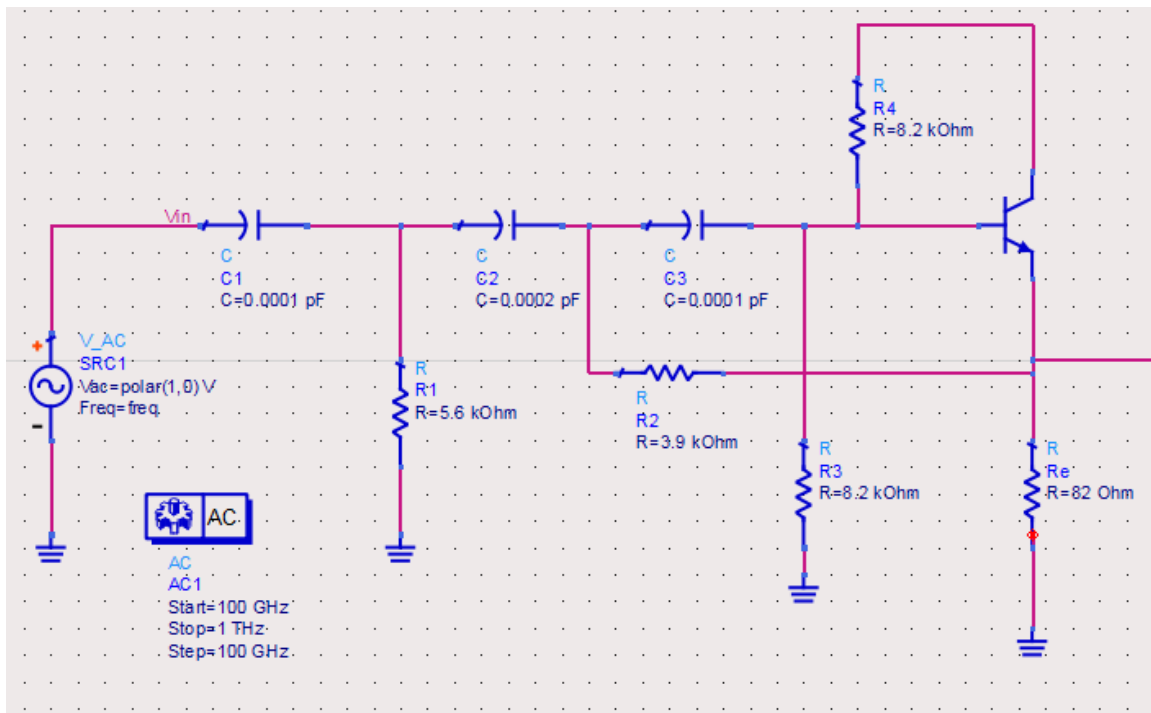 R
R4
R=8.2 kOhm
Vin
C
C1
C=0.0001 pF
C
C2
C=0.0002 pF
C
C3
C=0.0001 pF
+
V_AC
SRC1
Vac=polar(1,0) V
Freq=freq
-
R
R1
R=5.6 kOhm
R
R2
R=3.9 kOhm
R
R3
R=8.2 kOhm
R
Re
R=82 Ohm
AC
AC
AC1
Start=100 GHz
Stop=1 THz
Step=100 GHz